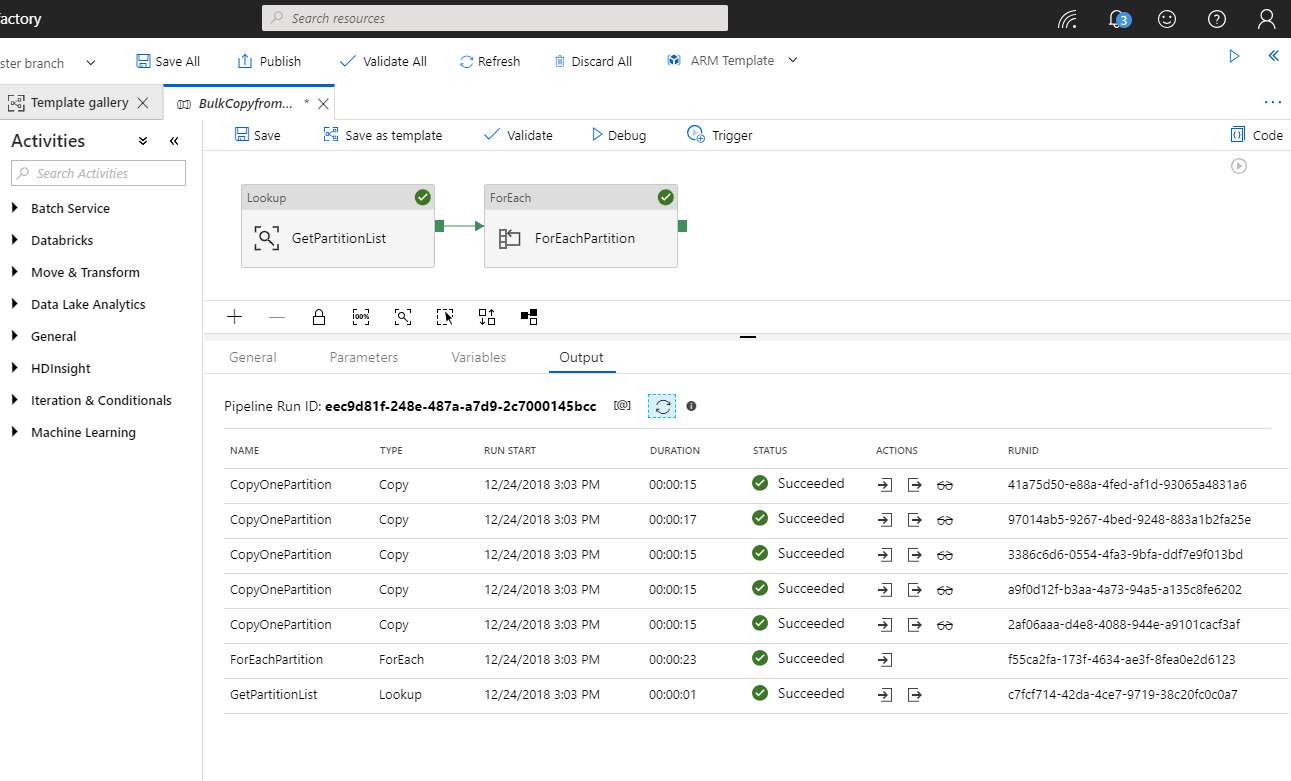 actory
Search resources
3
ster branch
Save All
Publish
Validate All
Refresh
Discard All
ARM Template
Template gallery
BulkCopyfrom... *
...
Activities
Search Activities
Batch Service
Databricks
Move & Transform
Data Lake Analytics
General
HDInsight
Iteration & Conditionals
Machine Learning
Save
Save as template
Validate
Debug
Trigger
Code
Lookup
GetPartitionList
ForEach
ForEachPartition
100%
General Parameters Variables Output
Pipeline Run ID: eec9d81f-248e-487a-a7d9-2c7000145bcc [@]
NAME TYPE RUN START DURATION STATUS ACTIONS RUNID
CopyOnePartition Copy 12/24/2018 3:03 PM 00:00:15 Succeeded 41a75d50-e88a-4fed-af1d-93065a4831a6
CopyOnePartition Copy 12/24/2018 3:03 PM 00:00:17 Succeeded 97014ab5-9267-4bed-9248-883a1b2fa25e
CopyOnePartition Copy 12/24/2018 3:03 PM 00:00:15 Succeeded 3386c6d6-0554-4fa3-9bfa-ddf7e9f013bd
CopyOnePartition Copy 12/24/2018 3:03 PM 00:00:15 Succeeded a9f0d12f-b3aa-4a73-94a5-a135c8fe6202
CopyOnePartition Copy 12/24/2018 3:03 PM 00:00:15 Succeeded 2af06aaa-d4e8-4088-944e-a9101cacf3af
ForEachPartition ForEach 12/24/2018 3:03 PM 00:00:23 Succeeded f55ca2fa-173f-4634-ae3f-8fea0e2d6123
GetPartitionList Lookup 12/24/2018 3:03 PM 00:00:01 Succeeded c7fcf714-42da-4ce7-9719-38c20fc0c0a7